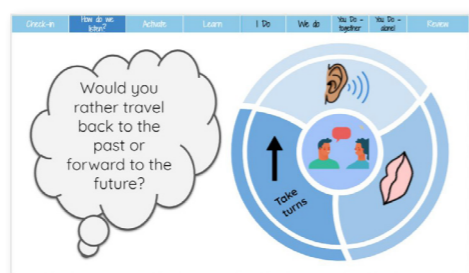 Check-in
How do we
listen?
Activate
Learn
I Do
We do
You Do -
together
You Do -
alone!
Review
Would you
rather travel
back to the
past or
forward to the
future?
Take
turns